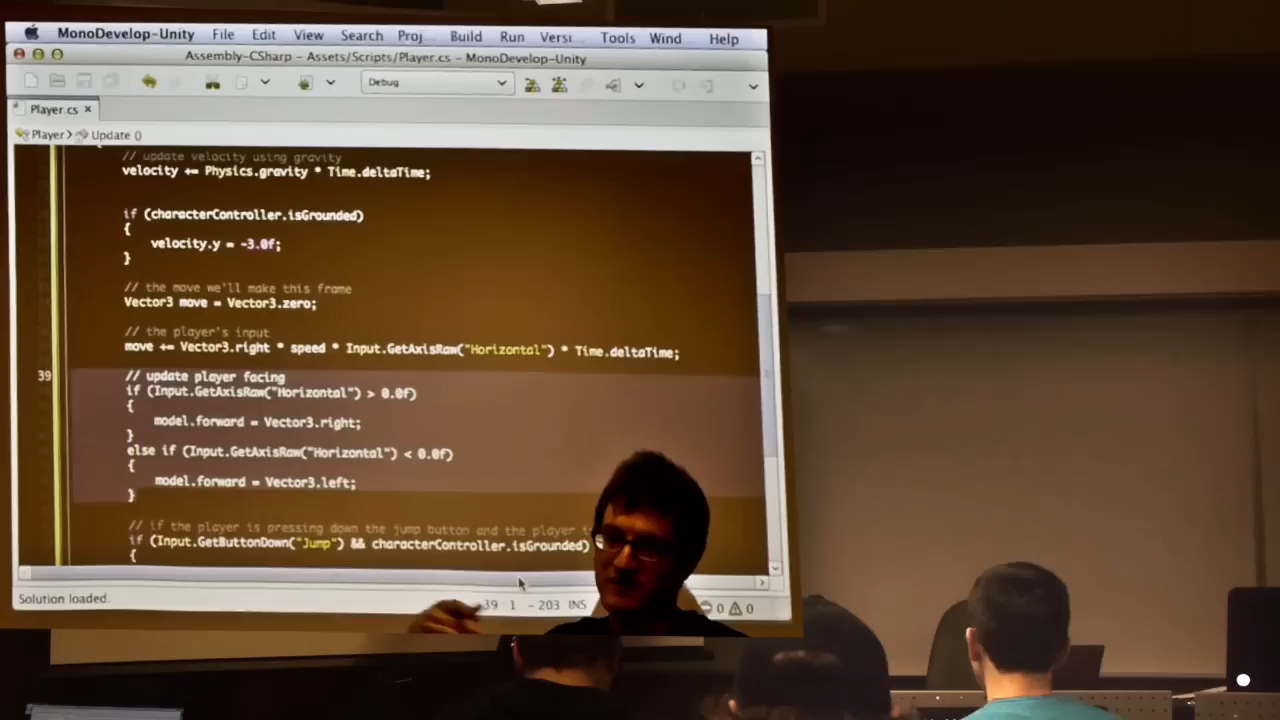 MonoDevelop-Unity File Edit View Search Proj... Build Run Versi... Tools Wind Help
Assembly-CSharp – Assets/Scripts/Player.cs – MonoDevelop-Unity
Debug
Player.cs ×
Player > Update ()
// update velocity using gravity
velocity += Physics.gravity * Time.deltaTime;
if (characterController.isGrounded)
{
velocity.y = -3.0f;
}
// the move we'll make this frame
Vector3 move = Vector3.zero;
// the player's input
move += Vector3.right * speed * Input.GetAxisRaw("Horizontal") * Time.deltaTime;
39 // update player facing
if (Input.GetAxisRaw("Horizontal") > 0.0f)
{
model.forward = Vector3.right;
}
else if (Input.GetAxisRaw("Horizontal") < 0.0f)
{
model.forward = Vector3.left;
}
// if the player is pressing down the jump button and the player
if (Input.GetButtonDown("Jump") && characterController.isGrounded)
{
Solution loaded. 39 : 1 - 203 INS 0 0